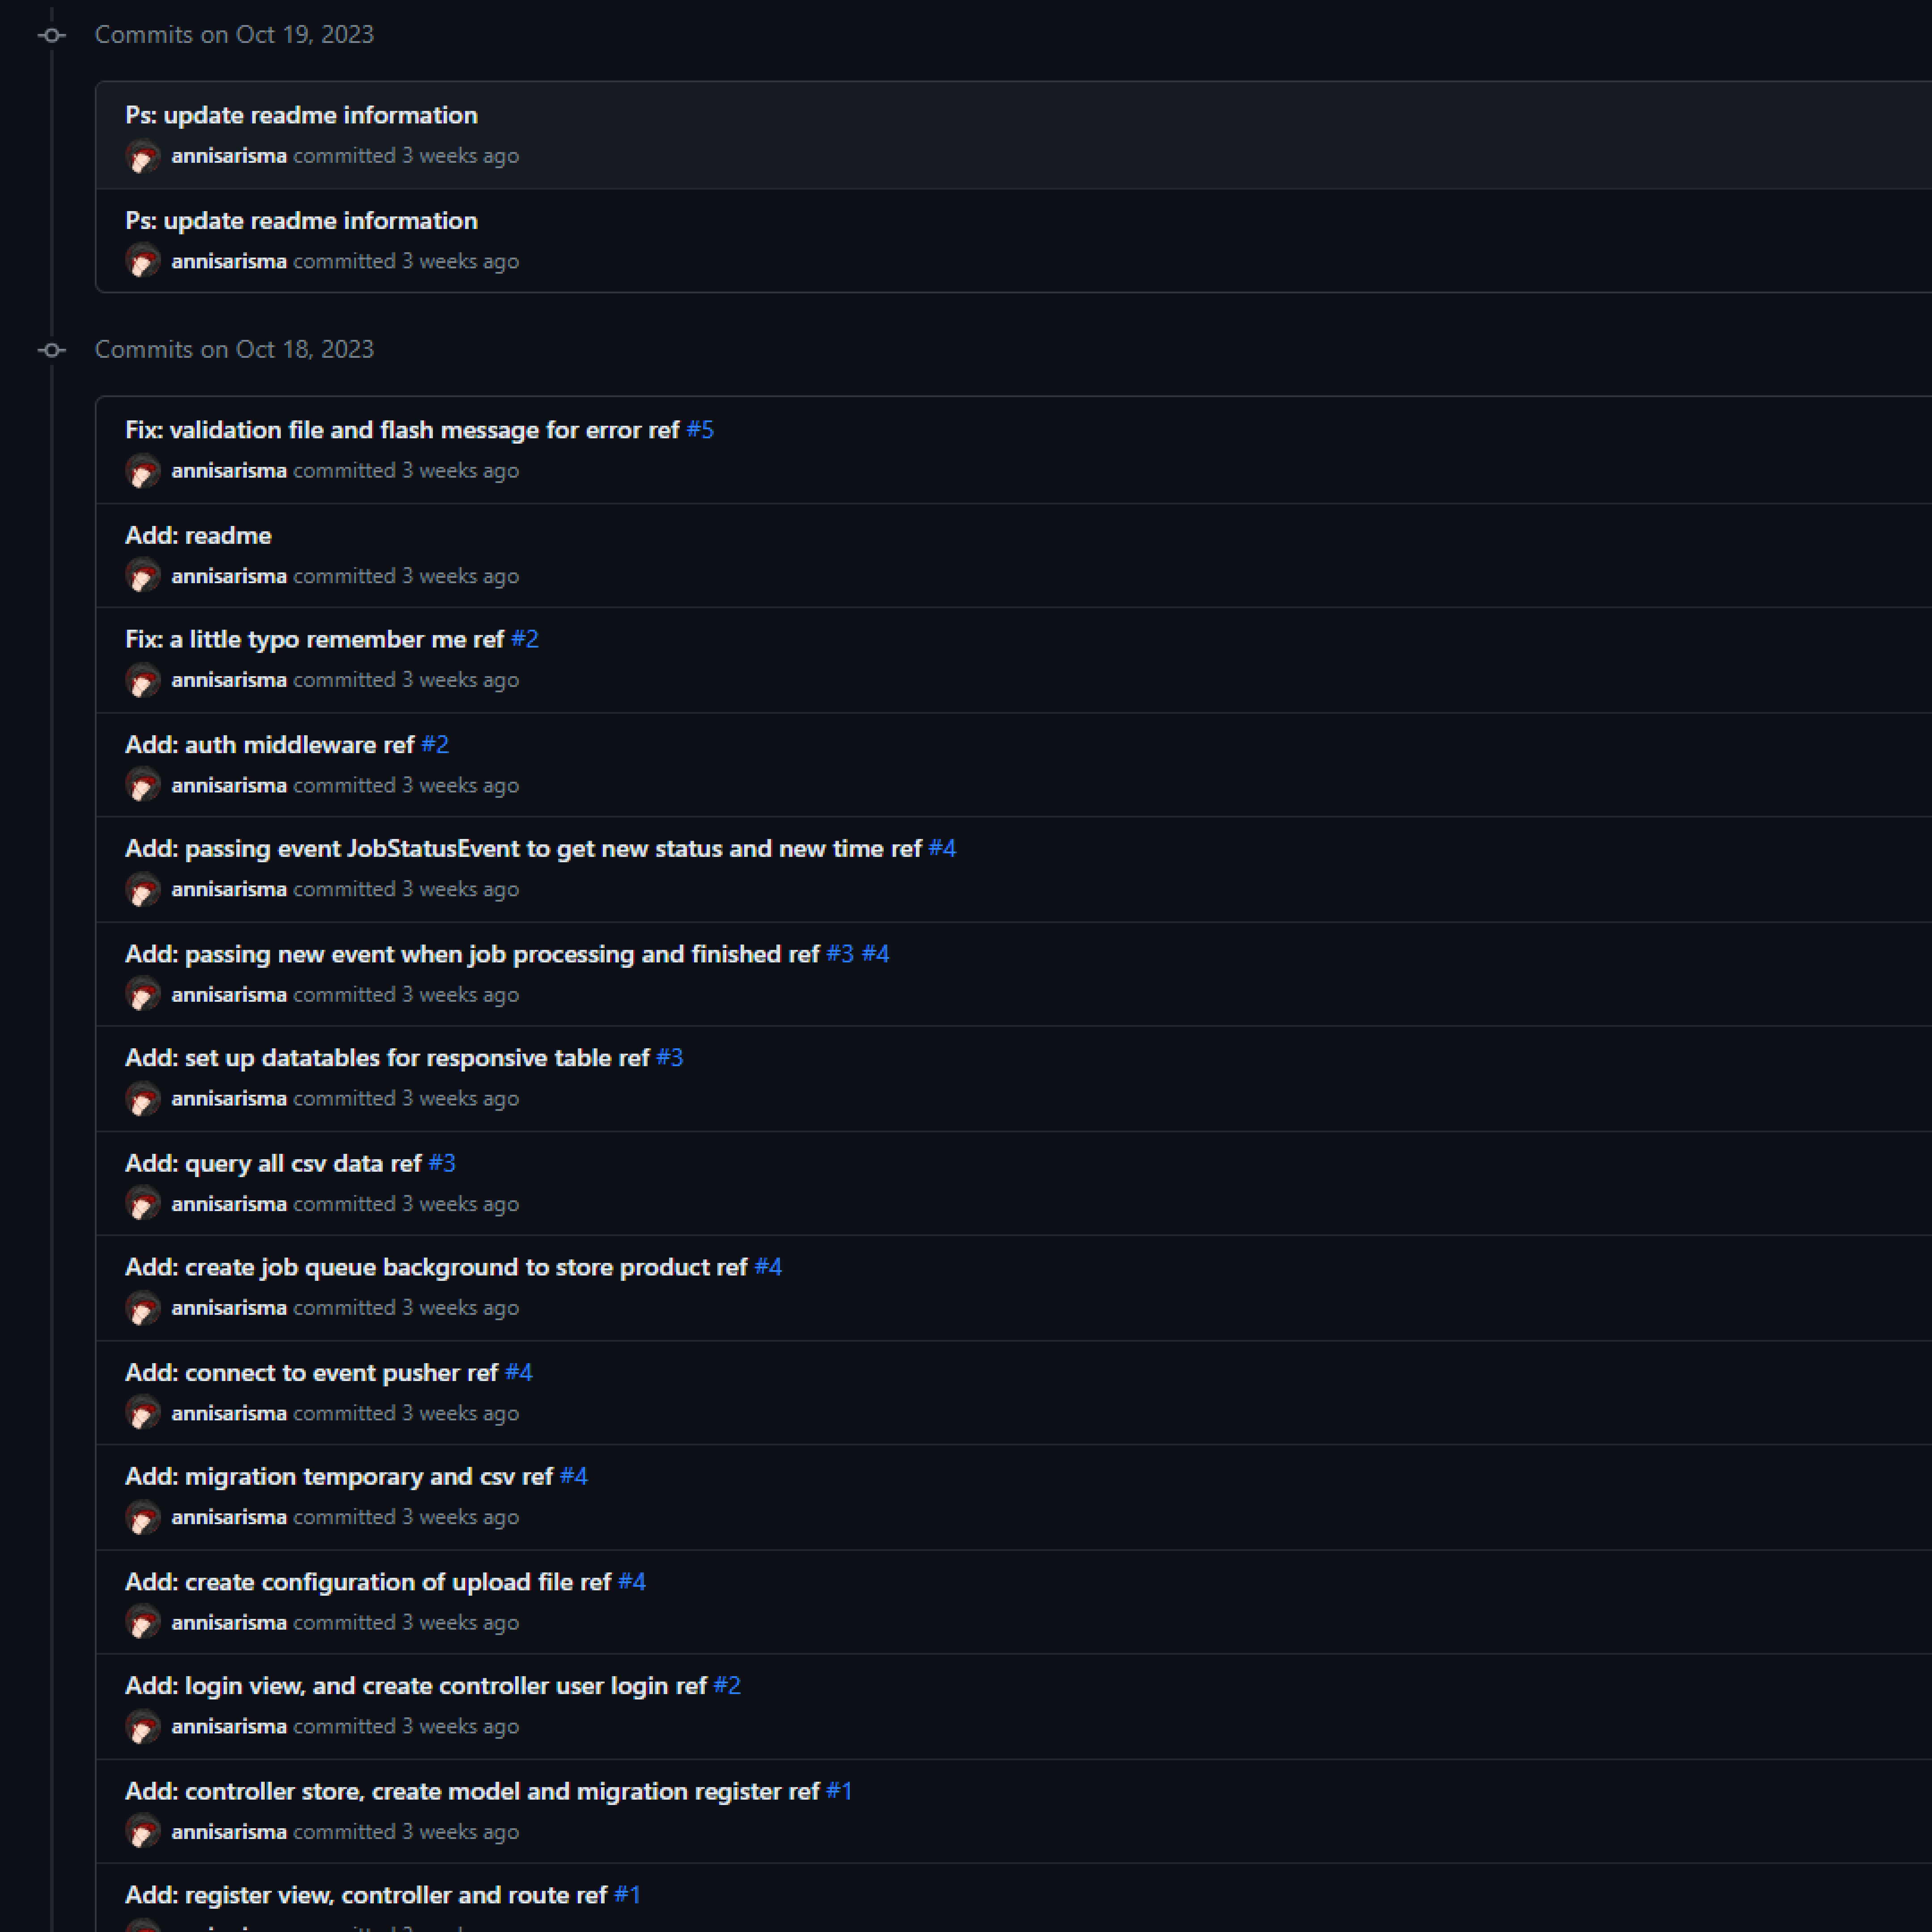 Commits on Oct 19, 2023
Ps: update readme information
annisarisma committed 3 weeks ago
Ps: update readme information
annisarisma committed 3 weeks ago
Commits on Oct 18, 2023
Fix: validation file and flash message for error ref #5
annisarisma committed 3 weeks ago
Add: readme
annisarisma committed 3 weeks ago
Fix: a little typo remember me ref #2
annisarisma committed 3 weeks ago
Add: auth middleware ref #2
annisarisma committed 3 weeks ago
Add: passing event JobStatusEvent to get new status and new time ref #4
annisarisma committed 3 weeks ago
Add: passing new event when job processing and finished ref #3 #4
annisarisma committed 3 weeks ago
Add: set up datatables for responsive table ref #3
annisarisma committed 3 weeks ago
Add: query all csv data ref #3
annisarisma committed 3 weeks ago
Add: create job queue background to store product ref #4
annisarisma committed 3 weeks ago
Add: connect to event pusher ref #4
annisarisma committed 3 weeks ago
Add: migration temporary and csv ref #4
annisarisma committed 3 weeks ago
Add: create configuration of upload file ref #4
annisarisma committed 3 weeks ago
Add: login view, and create controller user login ref #2
annisarisma committed 3 weeks ago
Add: controller store, create model and migration register ref #1
annisarisma committed 3 weeks ago
Add: register view, controller and route ref #1